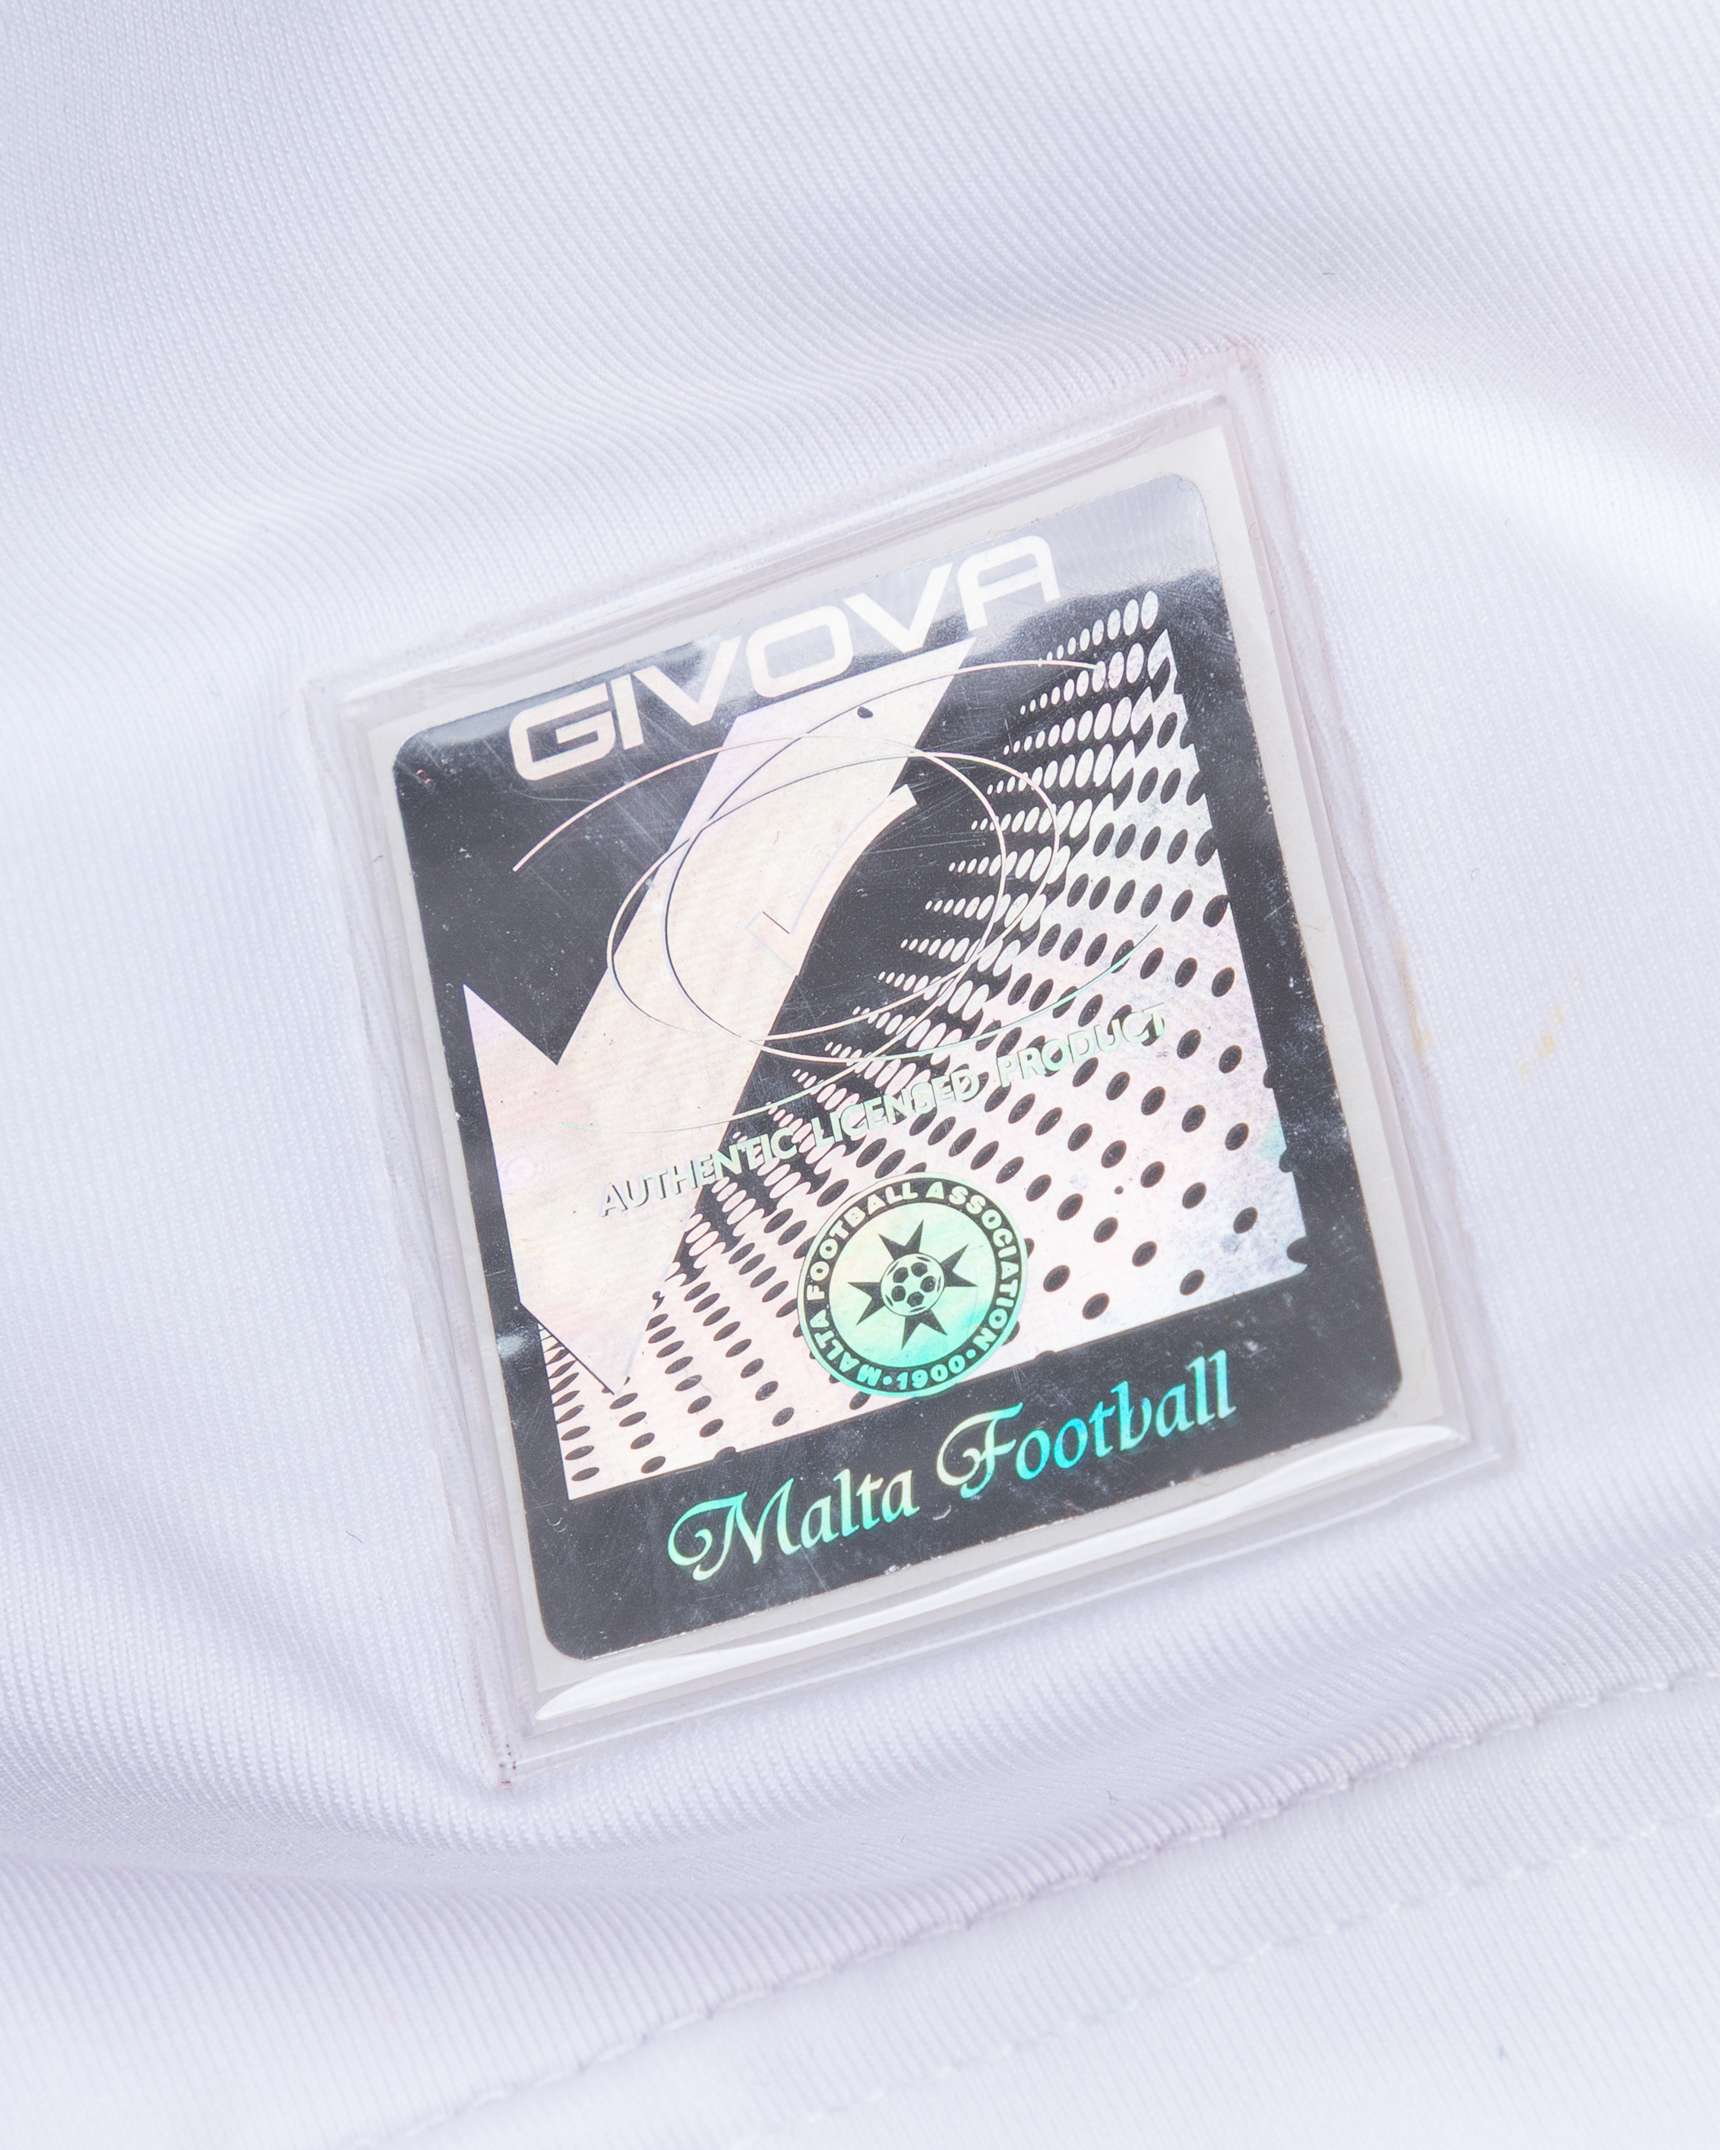 GIVOVA
AUTHENTIC LICENSED PRODUCT
MALTA FOOTBALL ASSOCIATION • 1900 •
Malta Football